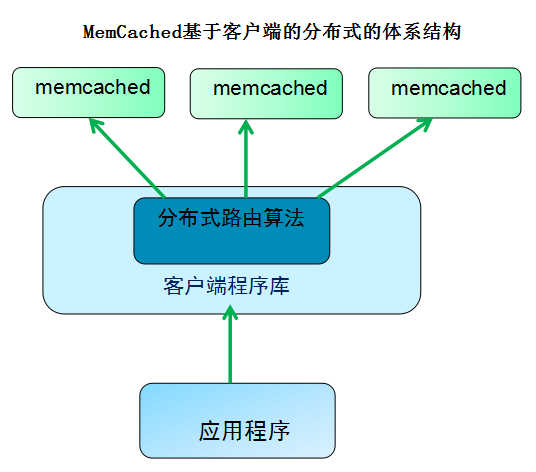 MemCached基于客户端的分布式的体系结构
memcached
memcached
memcached
分布式路由算法
客户端程序库
应用程序